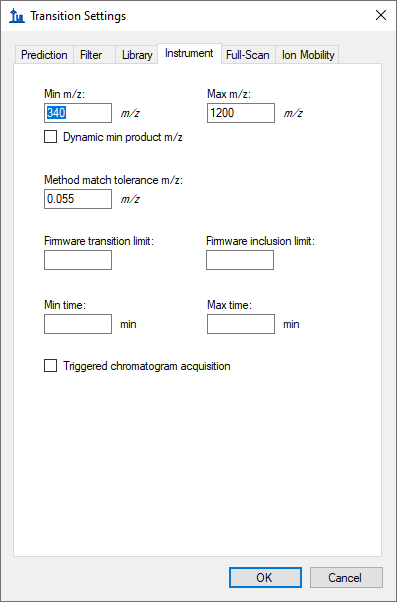 Transition Settings
Prediction Filter Library Instrument Full-Scan Ion Mobility
Min m/z: Max m/z:
340 m/z 1200 m/z
Dynamic min product m/z
Method match tolerance m/z:
0.055 m/z
Firmware transition limit: Firmware inclusion limit:
Min time: Max time:
min min
Triggered chromatogram acquisition
OK Cancel